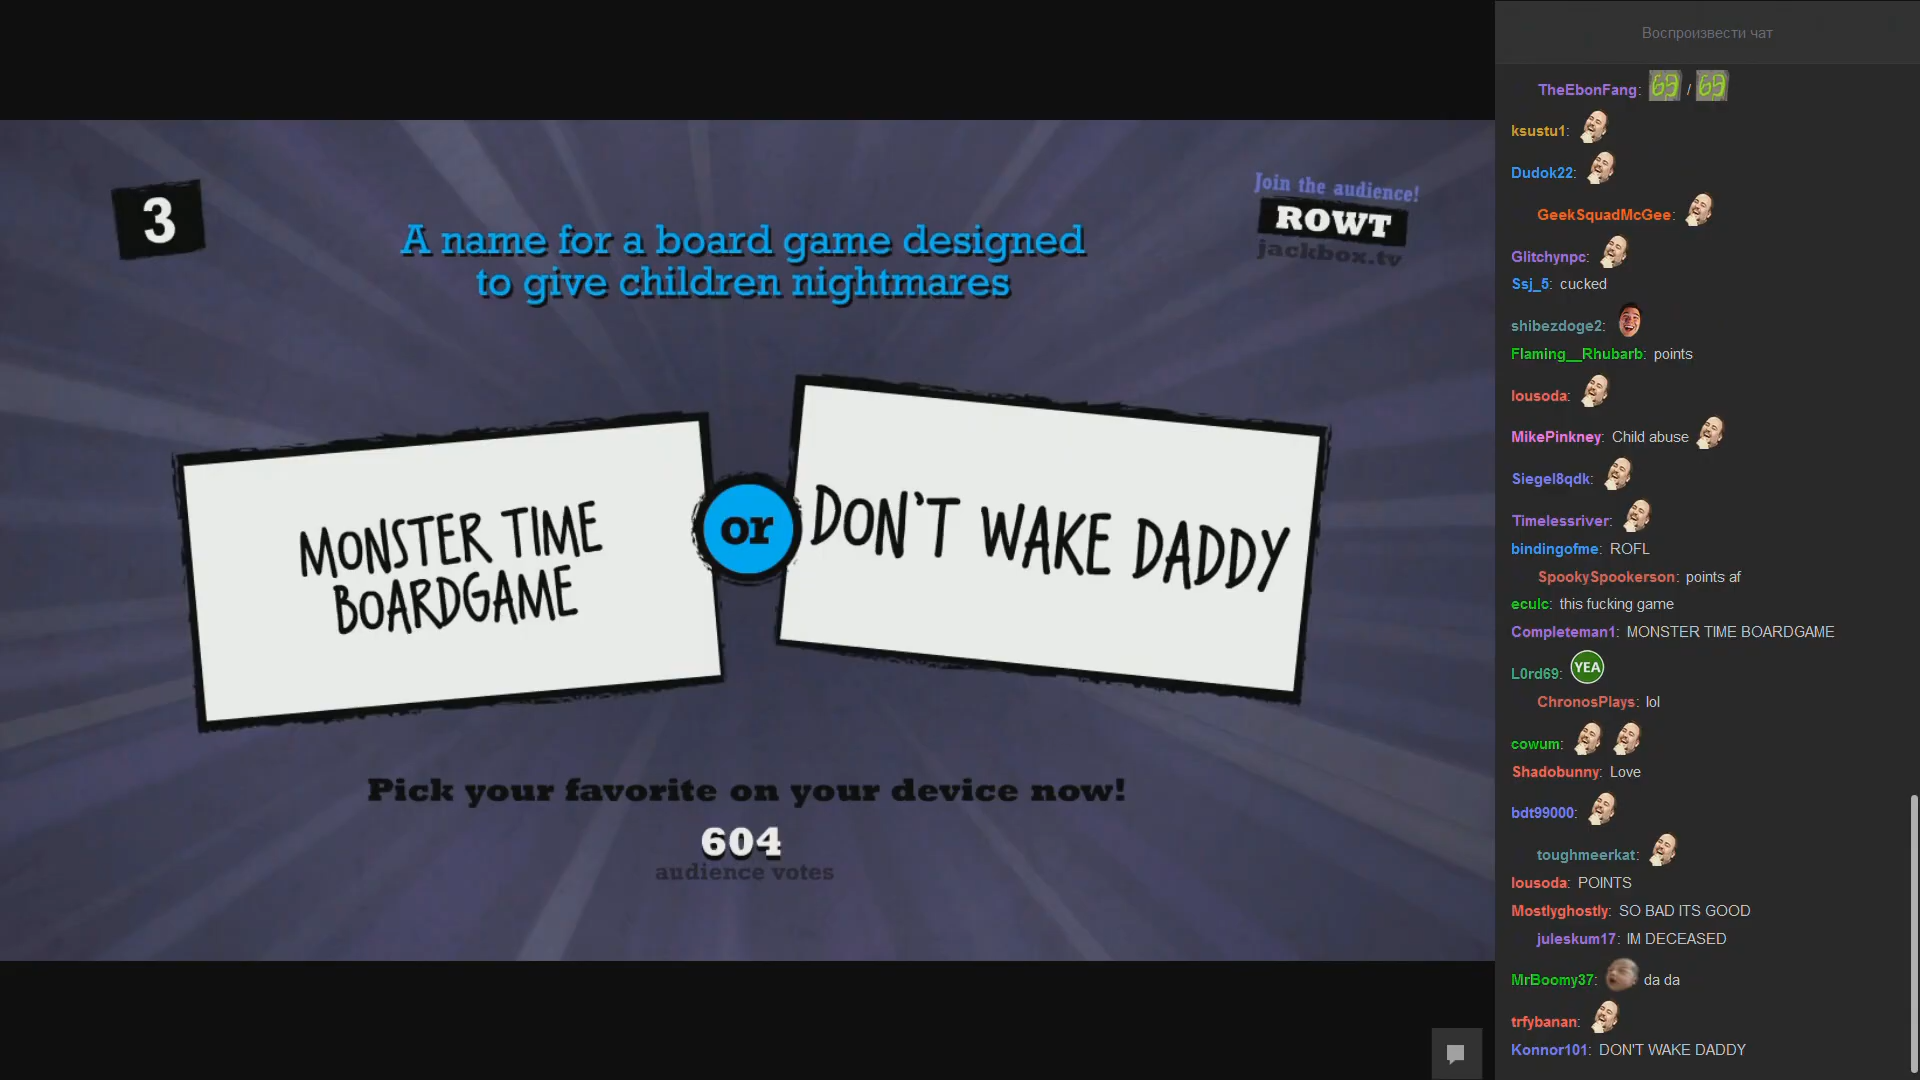 3
A name for a board game designed
to give children nightmares
Join the audience!
ROWT
jackbox.tv
MONSTER TIME
BOARDGAME
or
DON'T WAKE DADDY
Pick your favorite on your device now!
604
audience votes
Воспроизвести чат
TheEbonFang: 69 / 69
ksustu1:
Dudok22:
GeekSquadMcGee:
Glitchynpc:
Ssj_5: cucked
shibezdoge2:
Flaming__Rhubarb: points
lousoda:
MikePinkney: Child abuse
Siegel8qdk:
Timelessriver:
bindingofme: ROFL
SpookySpookerson: points af
eculc: this fucking game
Completeman1: MONSTER TIME BOARDGAME
L0rd69: YEA
ChronosPlays: lol
cowum:
Shadobunny: Love
bdt99000:
toughmeerkat:
lousoda: POINTS
Mostlyghostly: SO BAD ITS GOOD
juleskum17: IM DECEASED
MrBoomy37: da da
trfybanan:
Konnor101: DON'T WAKE DADDY